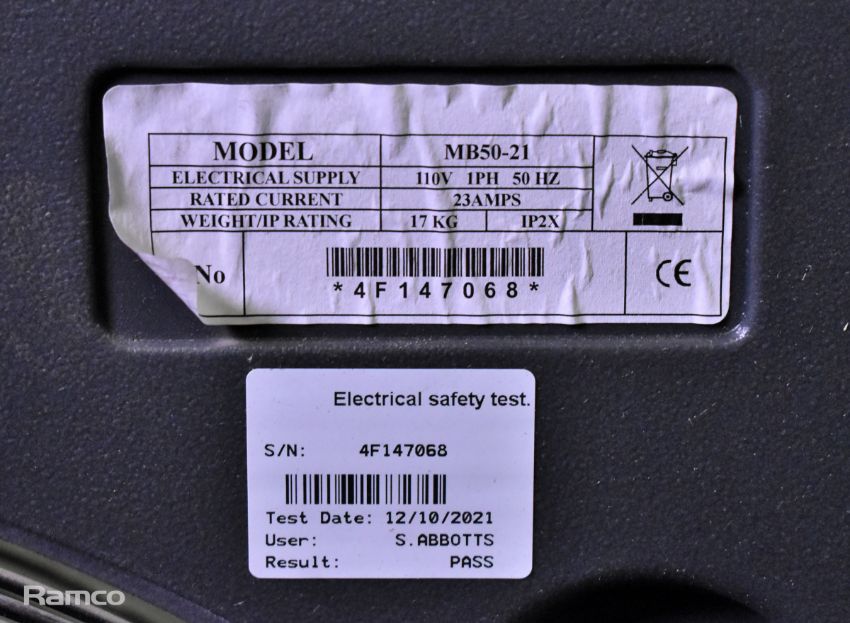 MODEL MB50-21
ELECTRICAL SUPPLY 110V 1PH 50 HZ
RATED CURRENT 23AMPS
WEIGHT/IP RATING 17 KG IP2X
No *4F147068* CE
Electrical safety test.
S/N: 4F147068
Test Date: 12/10/2021
User: S.ABBOTTS
Result: PASS
Ramco